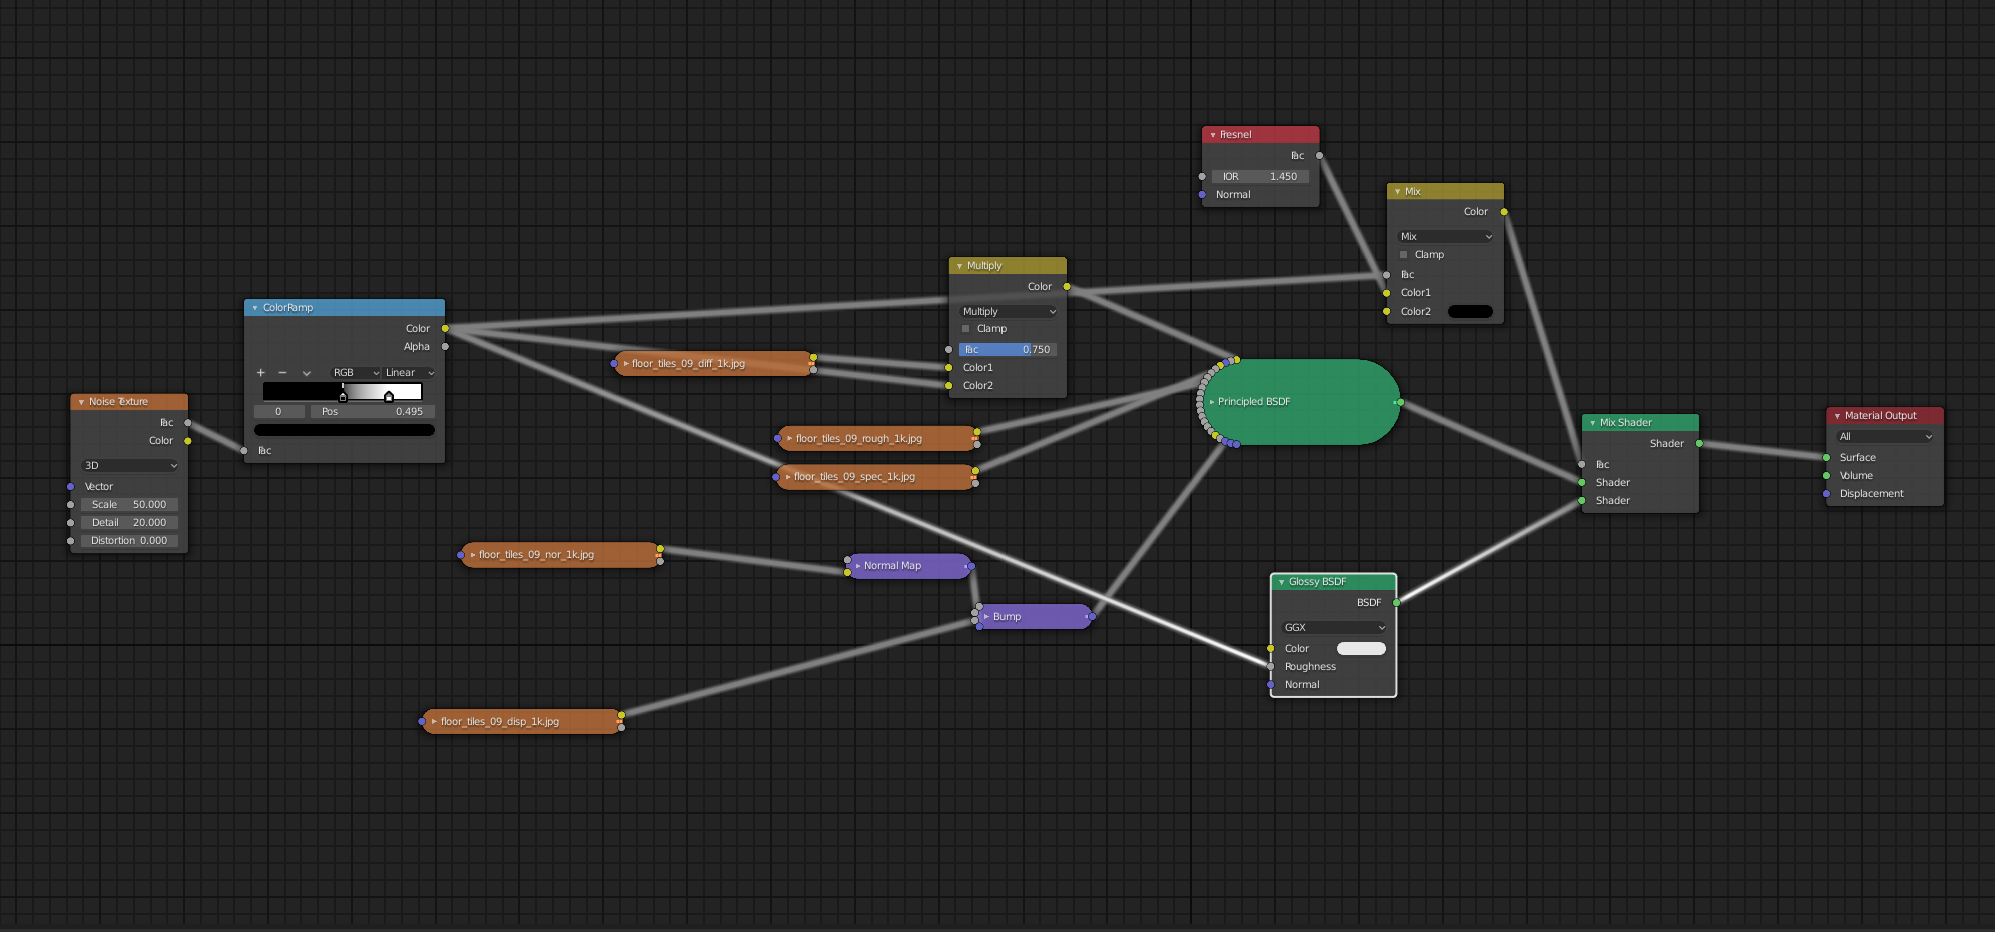 Noise Texture
Fac
Color
3D
Vector
Scale 50.000
Detail 20.000
Distortion 0.000
ColorRamp
Color
Alpha
+ − RGB Linear
0 Pos 0.495
Fac
floor_tiles_09_diff_1k.jpg
floor_tiles_09_rough_1k.jpg
floor_tiles_09_spec_1k.jpg
floor_tiles_09_nor_1k.jpg
floor_tiles_09_disp_1k.jpg
Normal Map
Bump
Multiply
Color
Multiply
Clamp
Fac 0.750
Color1
Color2
Fresnel
Fac
IOR 1.450
Normal
Mix
Color
Mix
Clamp
Fac
Color1
Color2
Principled BSDF
Glossy BSDF
BSDF
GGX
Color
Roughness
Normal
Mix Shader
Shader
Fac
Shader
Shader
Material Output
All
Surface
Volume
Displacement